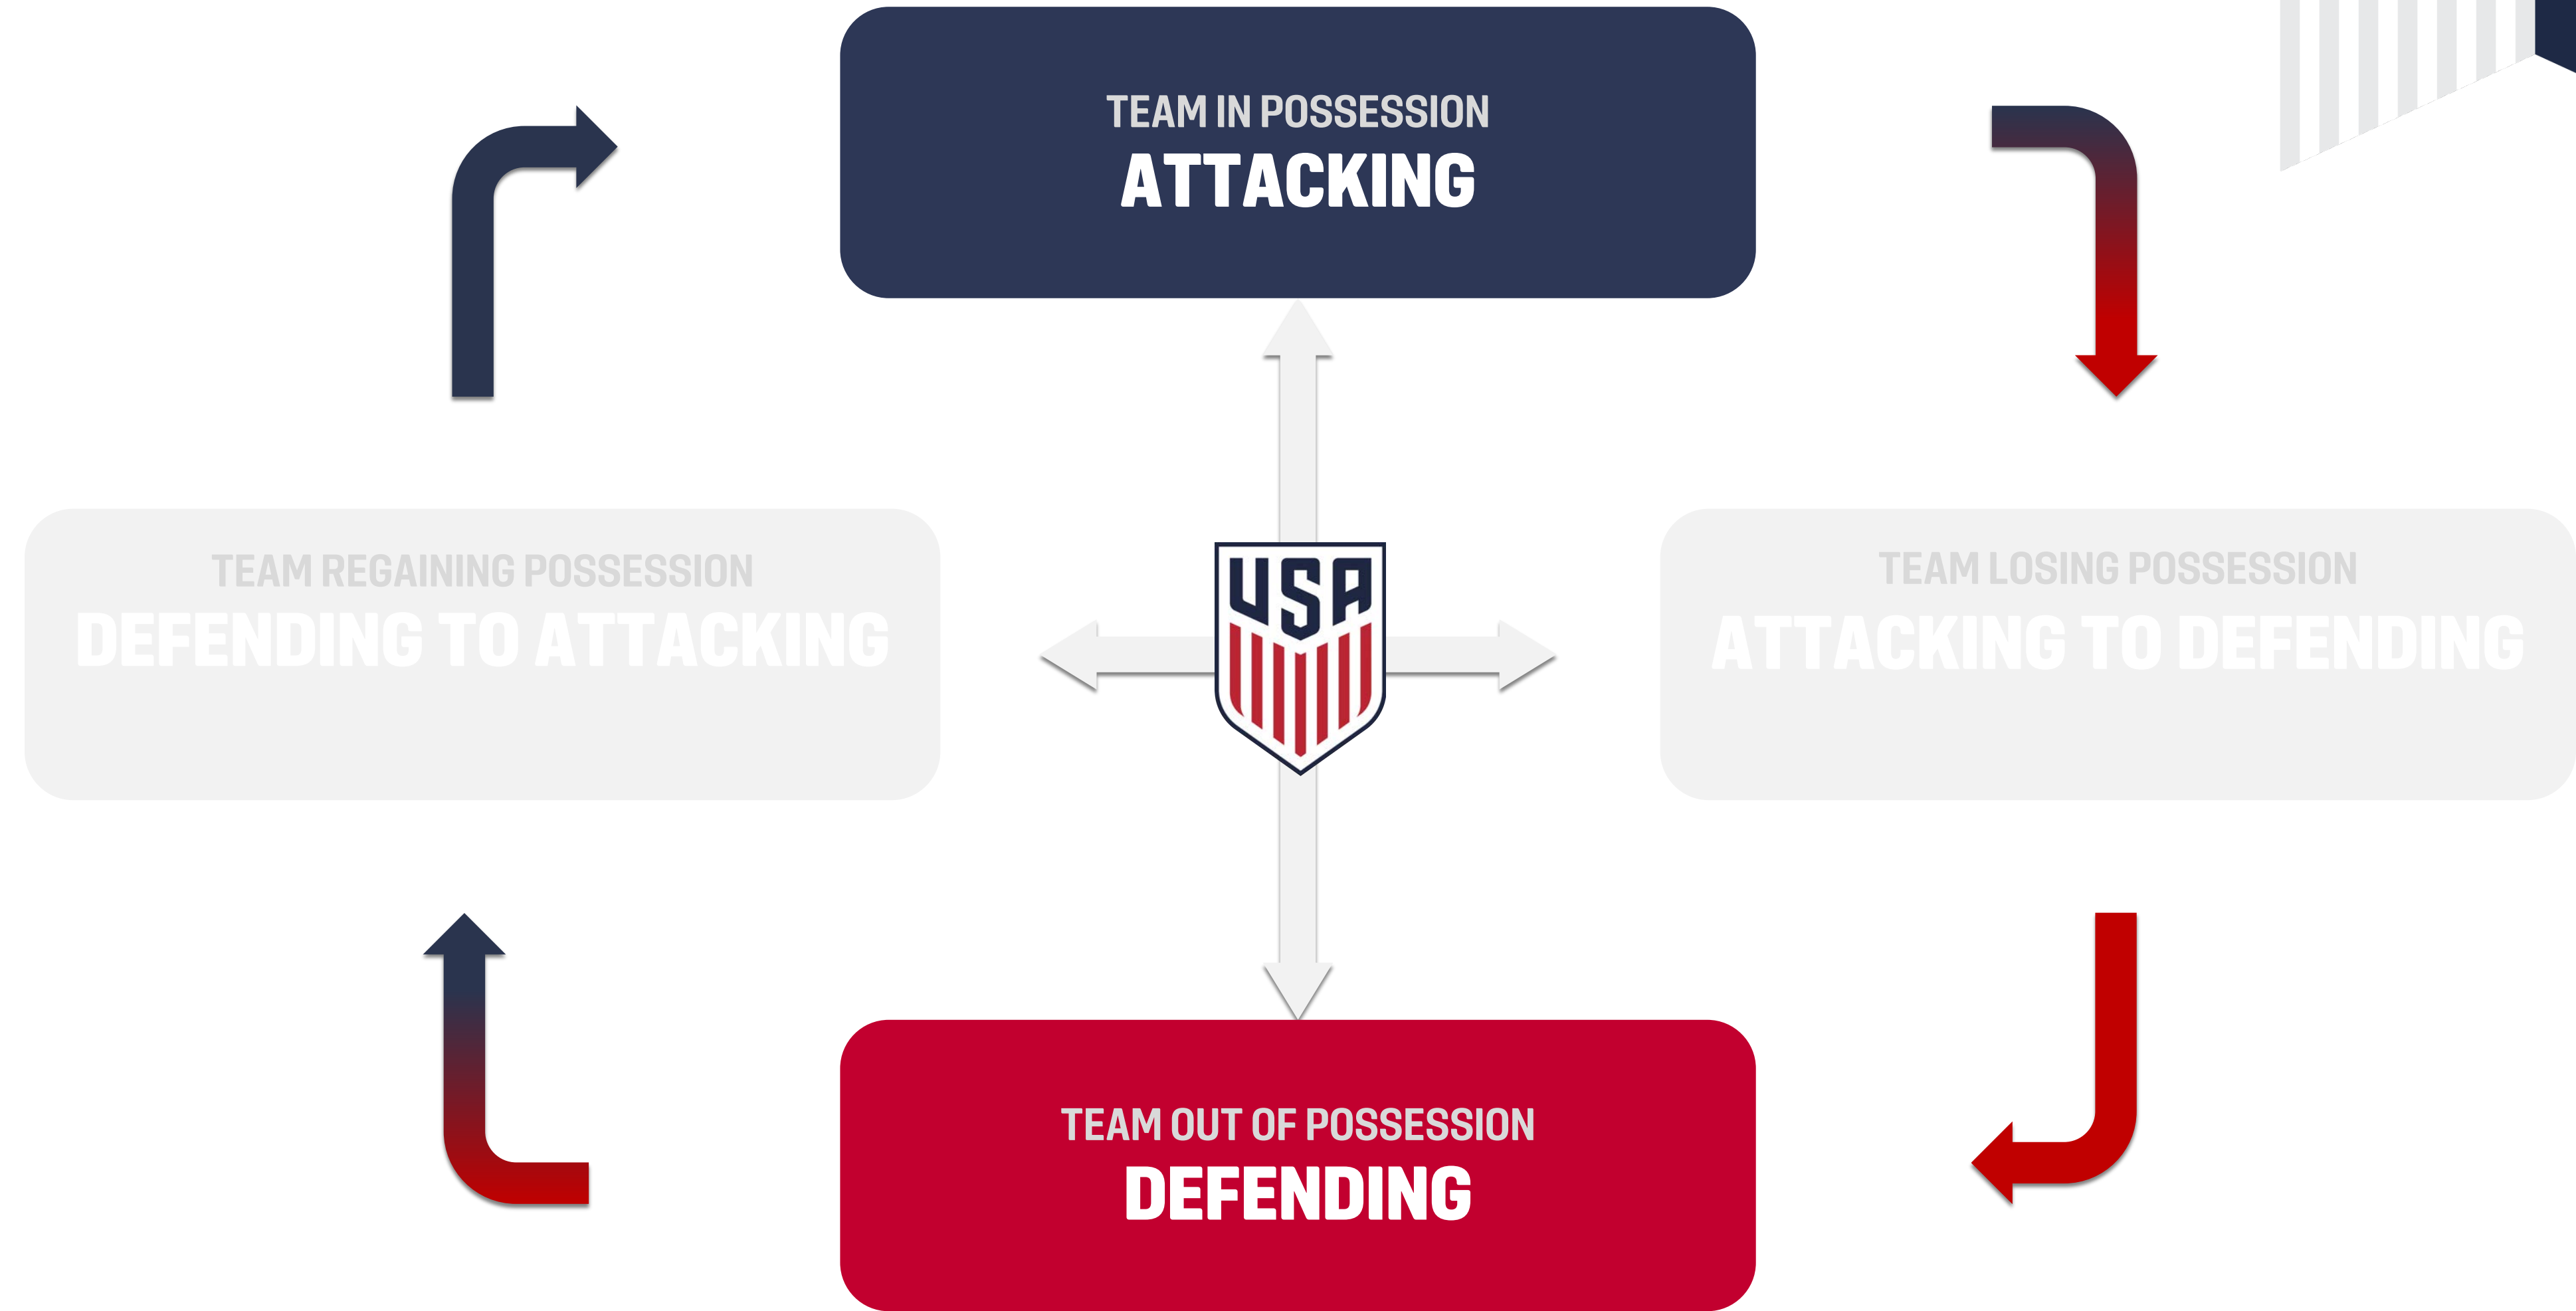 TEAM IN POSSESSION
ATTACKING
TEAM REGAINING POSSESSION
DEFENDING TO ATTACKING
USA
TEAM LOSING POSSESSION
ATTACKING TO DEFENDING
TEAM OUT OF POSSESSION
DEFENDING